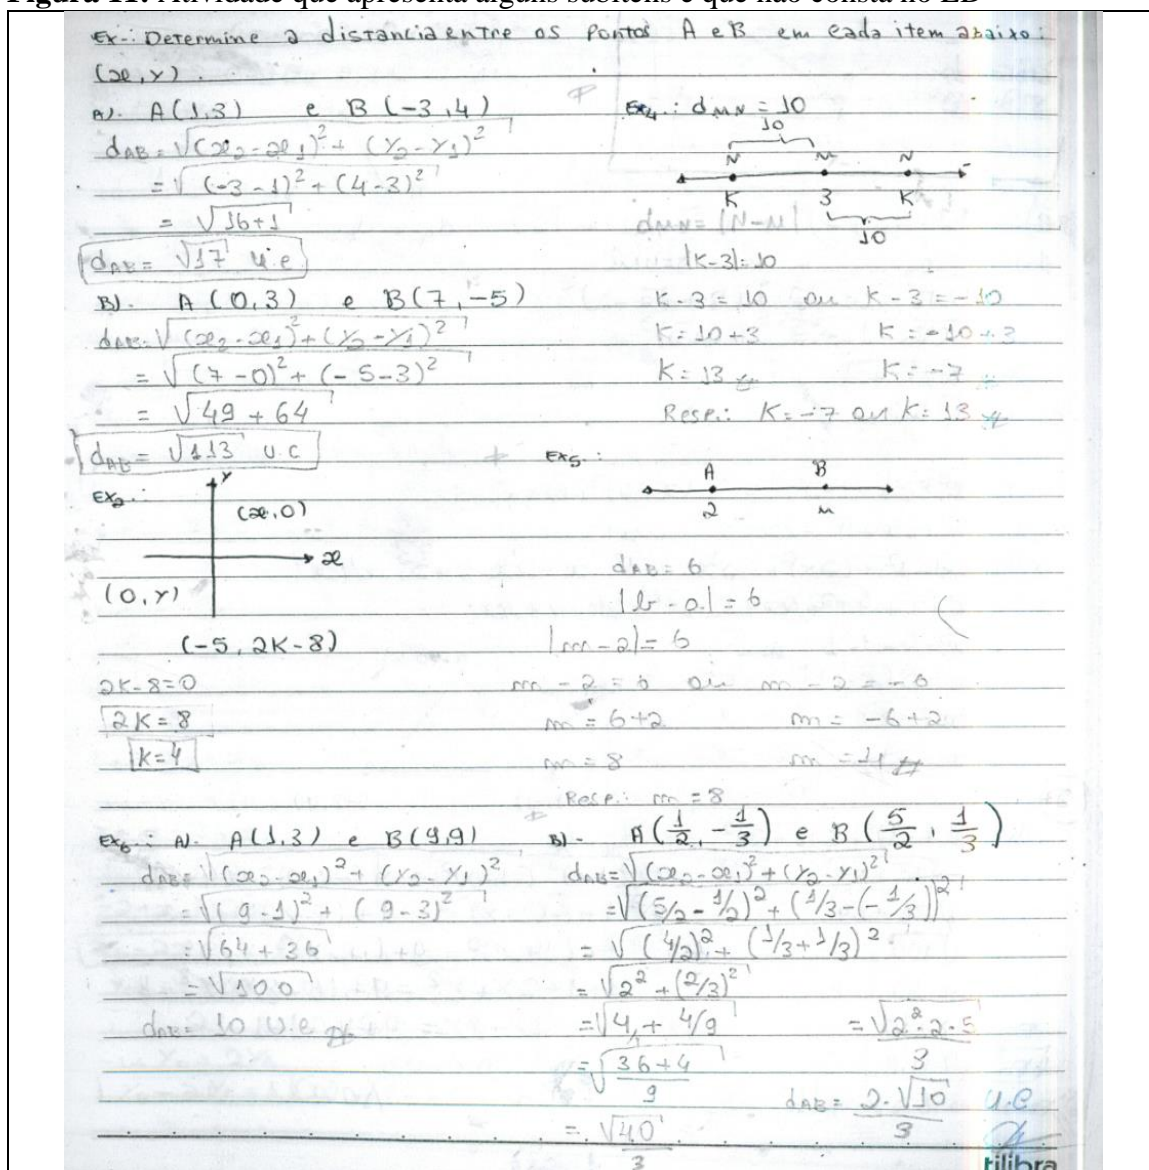 Figura 11: Atividade que apresenta alguns subitens e que não consta no LD
Ex-: Determine a distancia entre os Pontos A e B em cada item abaixo:
(x,y).
A). A(1,3) e B(-3,4)
dAB = √(x₂-x₁)²+(y₂-y₁)²
= √(-3-1)²+(4-3)²
= √16+1
dAB = √17 u.e
B). A(0,3) e B(7,-5)
dAB = √(x₂-x₁)²+(y₂-y₁)²
= √(7-0)²+(-5-3)²
= √49+64
dAB = √113 u.c
Ex₂.:
Y
(x,0)
x
(0,Y)
(-5, 2K-8)
2K-8=0
2K=8
K=4
Ex₄.: dMN = 10
10
N M N
K 3 K
10
dMN = |N-M|
|K-3|=10
K-3=10 ou K-3=-10
K=10+3 K=-10+3
K=13 K=-7
Resp.: K=-7 ou K=13
Ex₅.:
A B
2 m
dAB=6
|b-a|=6
|m-2|=6
m-2=6 ou m-2=-6
m=6+2 m=-6+2
m=8
Resp.: m=8
Ex₆.: A). A(1,3) e B(9,9)
dAB=√(x₂-x₁)²+(y₂-y₁)²
=√(9-1)²+(9-3)²
=√64+36
=√100
dAB=10 u.e
B)- A(1/2, -1/3) e B(5/2, 1/3)
dAB=√(x₂-x₁)²+(y₂-y₁)²
=√(5/2-1/2)²+(1/3-(-1/3))²
=√(4/2)²+(1/3+1/3)²
=√2²+(2/3)²
=√4+4/9
=√36+4/9
=√40/3
=√2².2.5/3
dAB=2.√10/3 u.e
tilibra